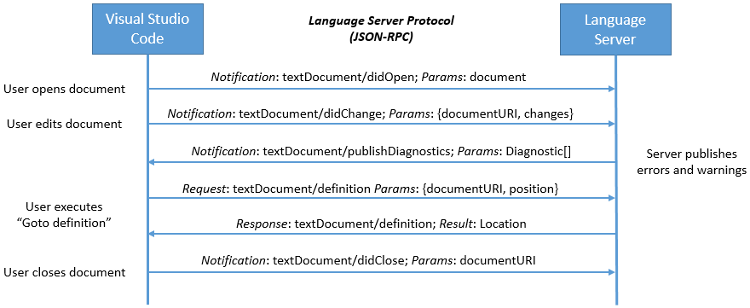 Visual Studio
Code
Language Server Protocol
(JSON-RPC)
Language
Server
User opens document
Notification: textDocument/didOpen; Params: document
User edits document
Notification: textDocument/didChange; Params: {documentURI, changes}
Notification: textDocument/publishDiagnostics; Params: Diagnostic[]
Server publishes
errors and warnings
User executes
“Goto definition”
Request: textDocument/definition Params: {documentURI, position}
Response: textDocument/definition; Result: Location
User closes document
Notification: textDocument/didClose; Params: documentURI